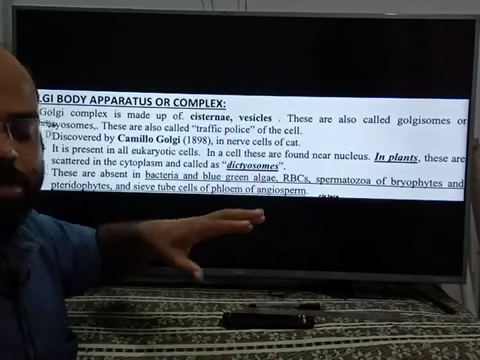 LGI BODY APPARATUS OR COMPLEX:
Golgi complex is made up of. cisternae, vesicles . These are also called golgisomes or
yosomes,. These are also called "traffic police" of the cell.
Discovered by Camillo Golgi (1898), in nerve cells of cat.
It is present in all eukaryotic cells. In a cell these are found near nucleus. In plants, these are
scattered in the cytoplasm and called as "dictyosomes".
These are absent in bacteria and blue green algae, RBCs, spermatozoa of bryophytes and
pteridophytes, and sieve tube cells of phloem of angiosperm.